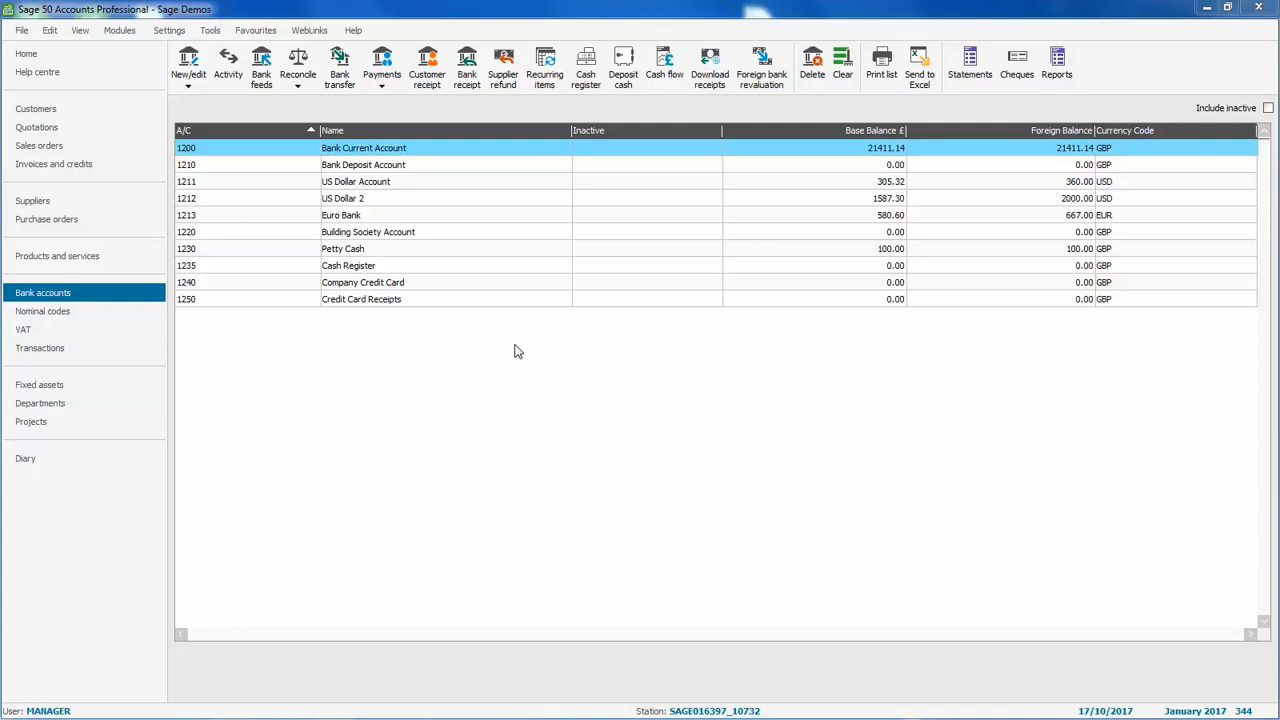 Sage 50 Accounts Professional - Sage Demos
File Edit View Modules Settings Tools Favourites WebLinks Help
Home
Help centre
Customers
Quotations
Sales orders
Invoices and credits
Suppliers
Purchase orders
Products and services
Bank accounts
Nominal codes
VAT
Transactions
Fixed assets
Departments
Projects
Diary
New/edit Activity Bank feeds Reconcile Bank transfer Payments Customer receipt Bank receipt Supplier refund Recurring items Cash register Deposit cash Cash flow Download receipts Foreign bank revaluation Delete Clear Print list Send to Excel Statements Cheques Reports
Include inactive
A/C Name Inactive Base Balance £ Foreign Balance Currency Code
1200 Bank Current Account 21411.14 21411.14 GBP
1210 Bank Deposit Account 0.00 0.00 GBP
1211 US Dollar Account 305.32 360.00 USD
1212 US Dollar 2 1587.30 2000.00 USD
1213 Euro Bank 580.60 667.00 EUR
1220 Building Society Account 0.00 0.00 GBP
1230 Petty Cash 100.00 100.00 GBP
1235 Cash Register 0.00 0.00 GBP
1240 Company Credit Card 0.00 0.00 GBP
1250 Credit Card Receipts 0.00 0.00 GBP
User: MANAGER Station: SAGE016397_10732 17/10/2017 January 2017 344